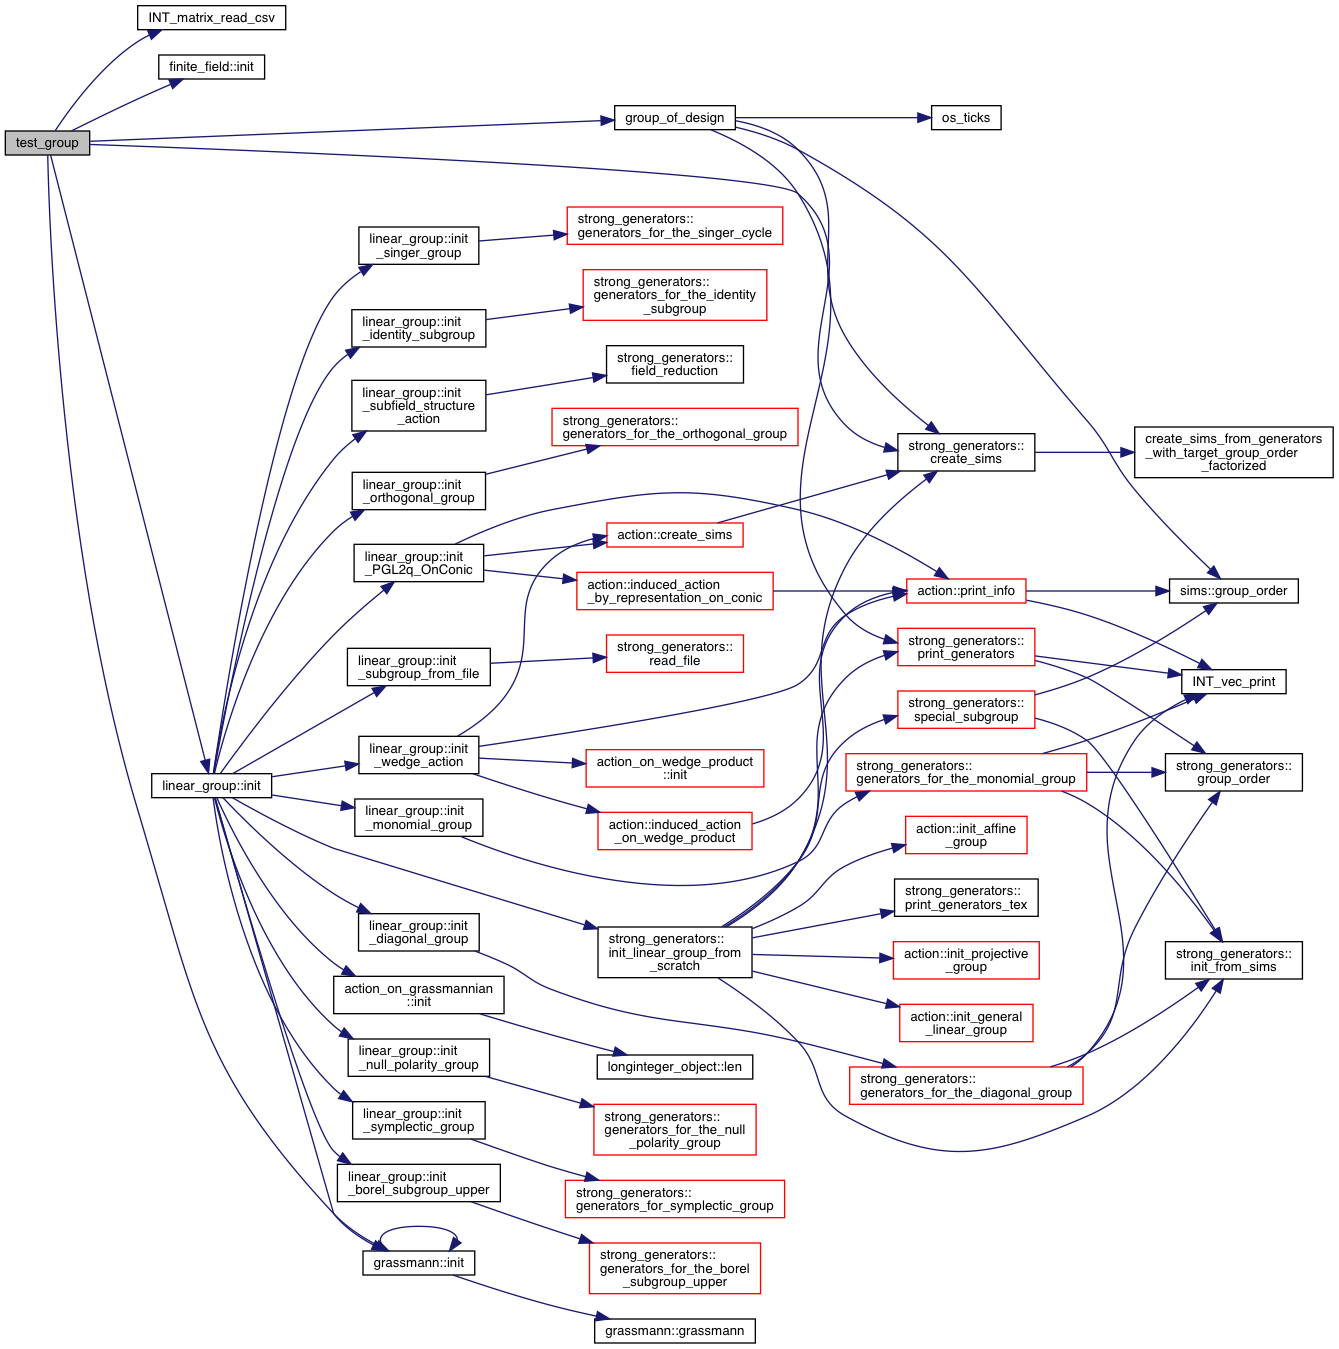 test_group
INT_matrix_read_csv
finite_field::init
linear_group::init
linear_group::init
_singer_group
linear_group::init
_identity_subgroup
linear_group::init
_subfield_structure
_action
linear_group::init
_orthogonal_group
linear_group::init
_PGL2q_OnConic
linear_group::init
_subgroup_from_file
linear_group::init
_wedge_action
linear_group::init
_monomial_group
linear_group::init
_diagonal_group
action_on_grassmannian
::init
linear_group::init
_null_polarity_group
linear_group::init
_symplectic_group
linear_group::init
_borel_subgroup_upper
grassmann::init
group_of_design
strong_generators::
generators_for_the_singer_cycle
strong_generators::
generators_for_the_identity
_subgroup
strong_generators::
field_reduction
strong_generators::
generators_for_the_orthogonal_group
action::create_sims
action::induced_action
_by_representation_on_conic
strong_generators::
read_file
action_on_wedge_product
::init
action::induced_action
_on_wedge_product
strong_generators::
init_linear_group_from
_scratch
longinteger_object::len
strong_generators::
generators_for_the_null
_polarity_group
strong_generators::
generators_for_symplectic_group
strong_generators::
generators_for_the_borel
_subgroup_upper
grassmann::grassmann
os_ticks
strong_generators::
create_sims
action::print_info
strong_generators::
print_generators
strong_generators::
special_subgroup
strong_generators::
generators_for_the_monomial_group
action::init_affine
_group
strong_generators::
print_generators_tex
action::init_projective
_group
action::init_general
_linear_group
strong_generators::
generators_for_the_diagonal_group
create_sims_from_generators
_with_target_group_order
_factorized
sims::group_order
INT_vec_print
strong_generators::
group_order
strong_generators::
init_from_sims